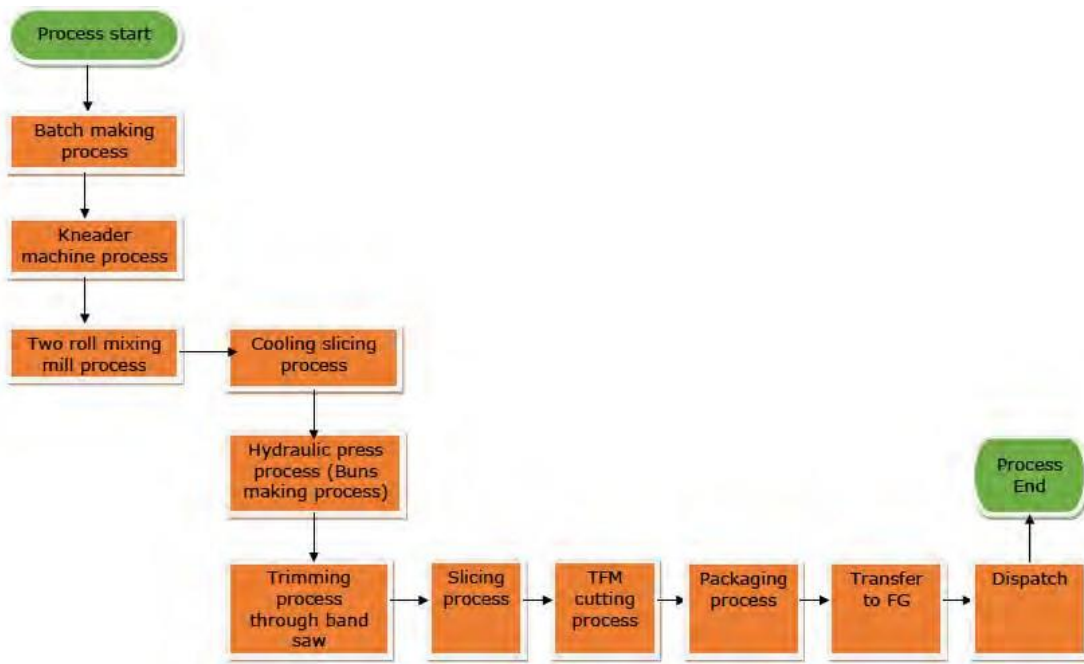 Process start
Batch making
process
Kneader
machine process
Two roll mixing
mill process
Cooling slicing
process
Hydraulic press
process (Buns
making process)
Trimming
process
through band
saw
Slicing
process
TFM
cutting
process
Packaging
process
Transfer
to FG
Dispatch
Process
End